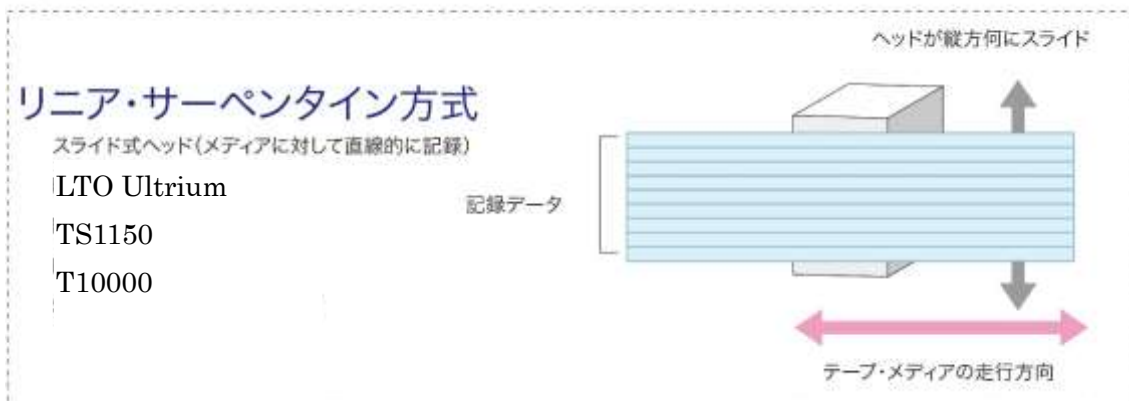 ヘッドが縦方何にスライド
リニア・サーペンタイン方式
スライド式ヘッド(メディアに対して直線的に記録)
LTO Ultrium
記録データ
TS1150
T10000
テープ・メディアの走行方向